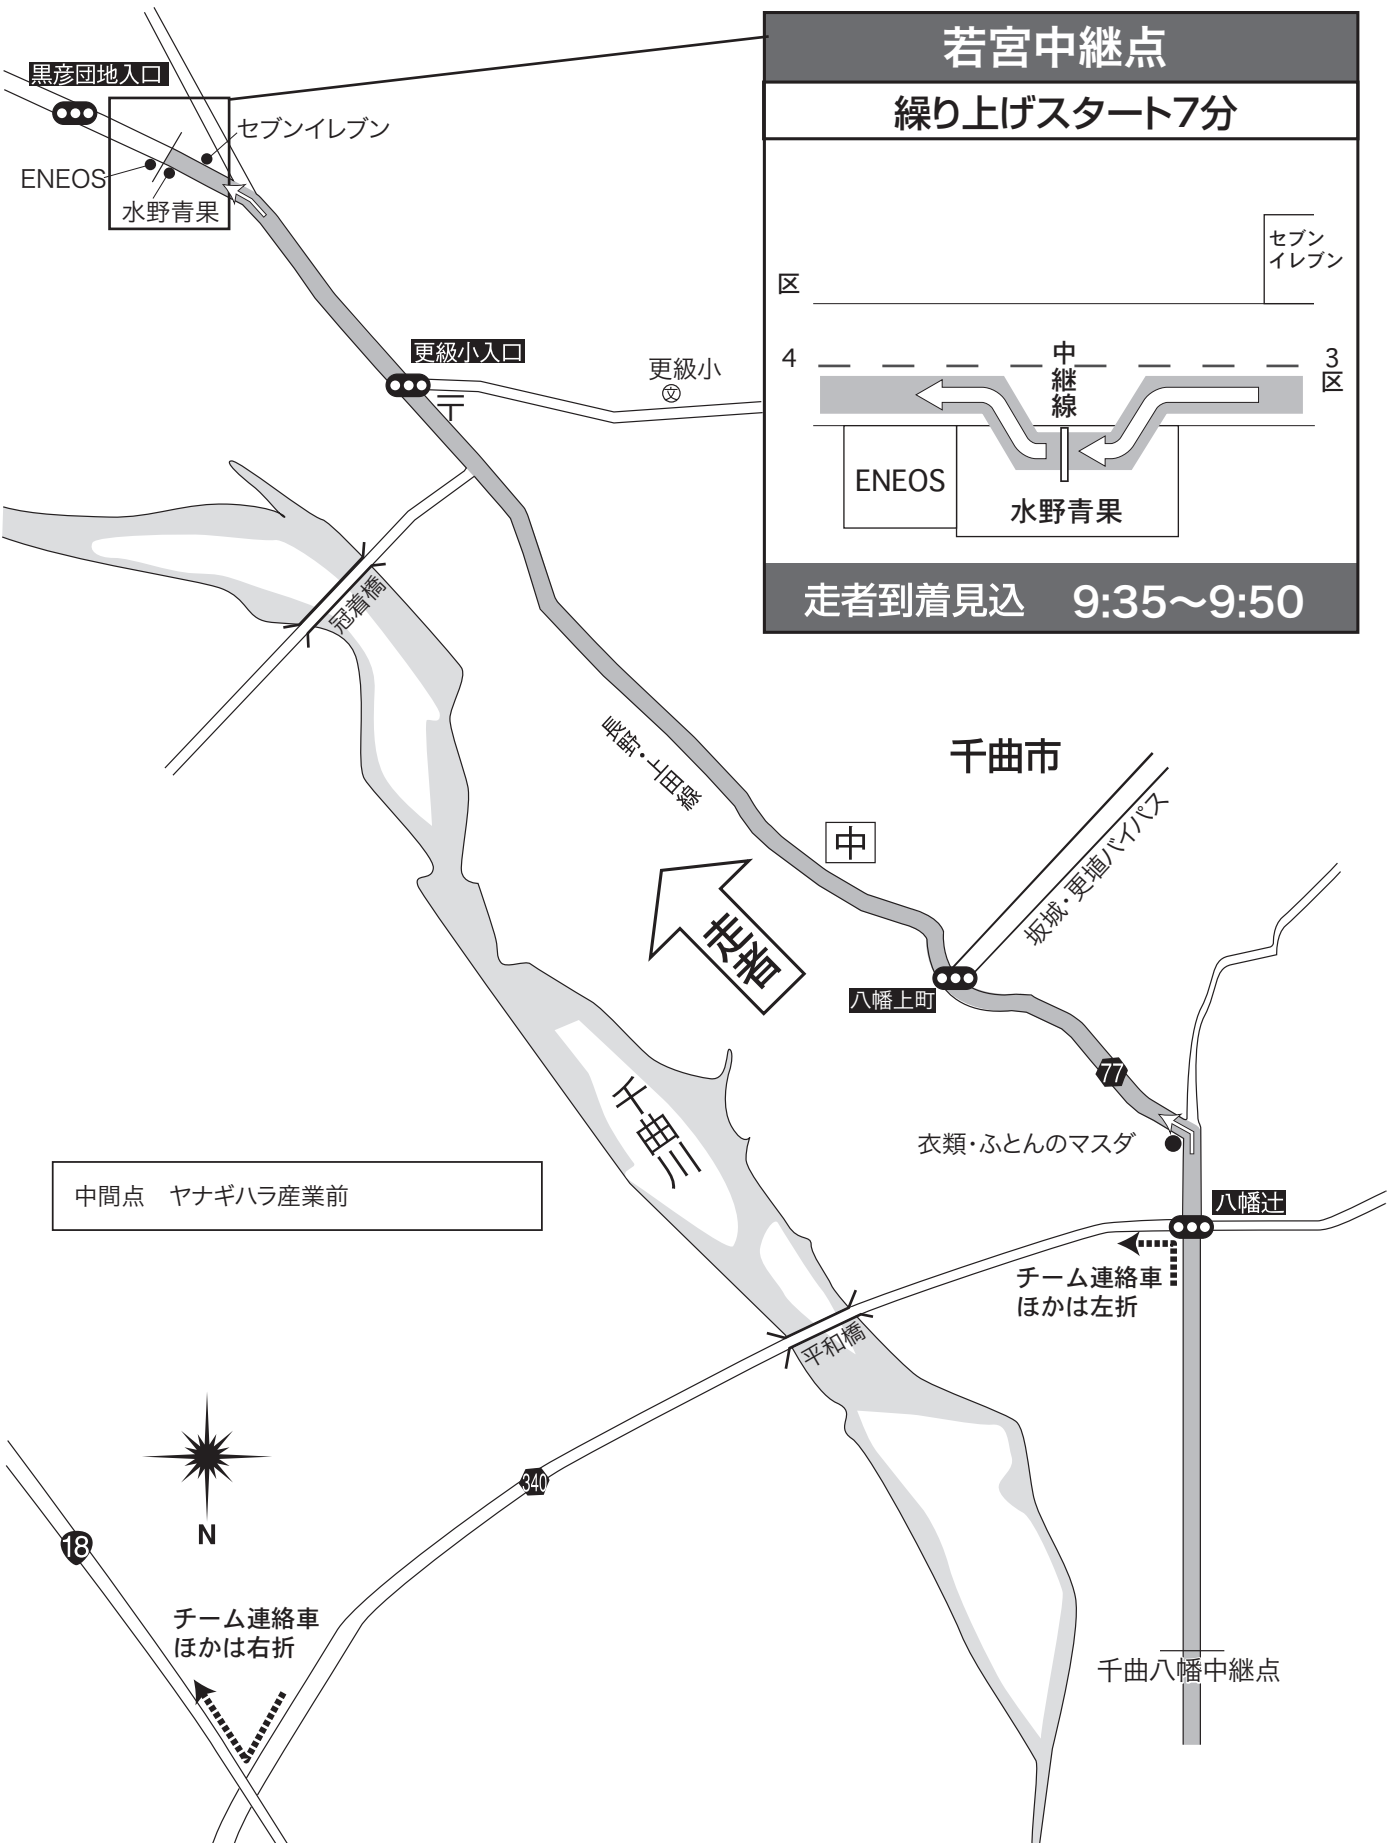 若宮中継点
繰り上げスタート7分
セブン
イレブン
区
4
中継線
3
区
ENEOS
水野青果
走者到着見込 9:35〜9:50
黒彦団地入口
セブンイレブン
ENEOS
水野青果
更級小入口
更級小
文
〒
冠着橋
長野・上田線
千曲市
中
坂城・更埴バイパス
走者
八幡上町
77
千曲川
衣類・ふとんのマスダ
中間点 ヤナギハラ産業前
八幡辻
チーム連絡車
ほかは左折
平和橋
340
N
18
チーム連絡車
ほかは右折
千曲八幡中継点